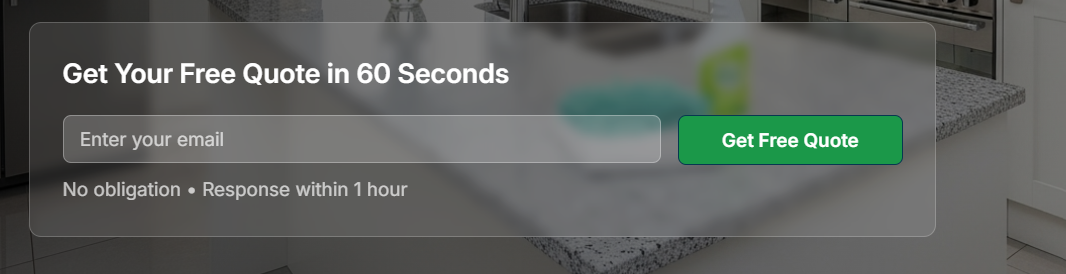 Get Your Free Quote in 60 Seconds
Enter your email
Get Free Quote
No obligation • Response within 1 hour